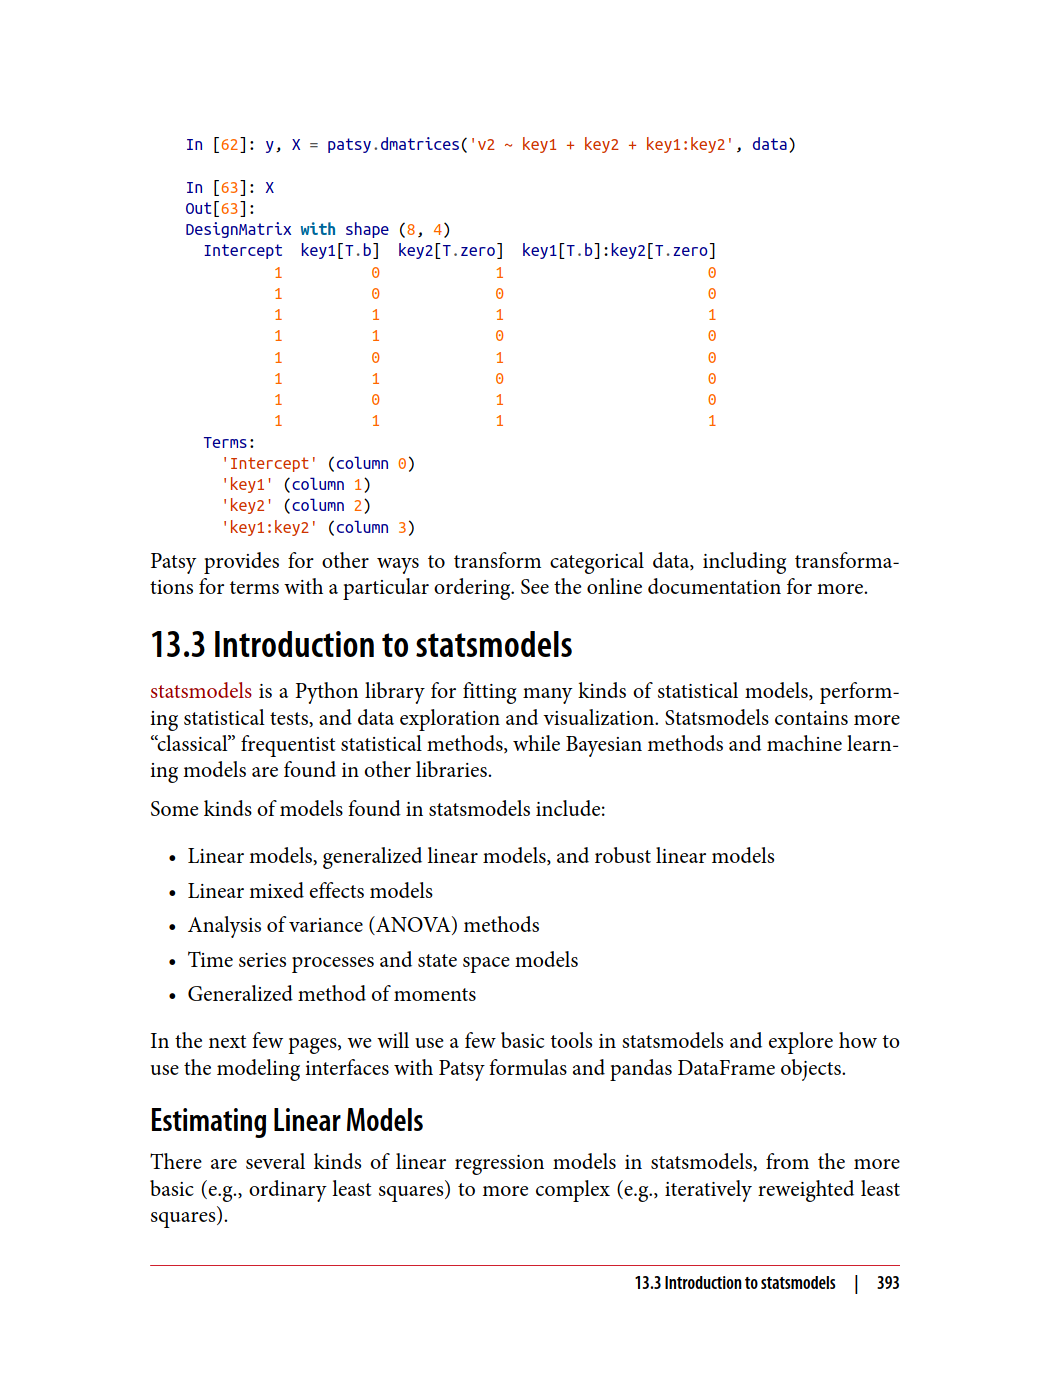 In [62]: y, X = patsy.dmatrices('v2 ~ key1 + key2 + key1:key2', data)
In [63]: X
Out[63]:
DesignMatrix with shape (8, 4)
Intercept key1[T.b] key2[T.zero] key1[T.b]:key2[T.zero]
1 0 1 0
1 0 0 0
1 1 1 1
1 1 0 0
1 0 1 0
1 1 0 0
1 0 1 0
1 1 1 1
Terms:
'Intercept' (column 0)
'key1' (column 1)
'key2' (column 2)
'key1:key2' (column 3)
Patsy provides for other ways to transform categorical data, including transforma-
tions for terms with a particular ordering. See the online documentation for more.
13.3 Introduction to statsmodels
statsmodels is a Python library for fitting many kinds of statistical models, perform-
ing statistical tests, and data exploration and visualization. Statsmodels contains more
“classical” frequentist statistical methods, while Bayesian methods and machine learn-
ing models are found in other libraries.
Some kinds of models found in statsmodels include:
• Linear models, generalized linear models, and robust linear models
• Linear mixed effects models
• Analysis of variance (ANOVA) methods
• Time series processes and state space models
• Generalized method of moments
In the next few pages, we will use a few basic tools in statsmodels and explore how to
use the modeling interfaces with Patsy formulas and pandas DataFrame objects.
Estimating Linear Models
There are several kinds of linear regression models in statsmodels, from the more
basic (e.g., ordinary least squares) to more complex (e.g., iteratively reweighted least
squares).
13.3 Introduction to statsmodels | 393